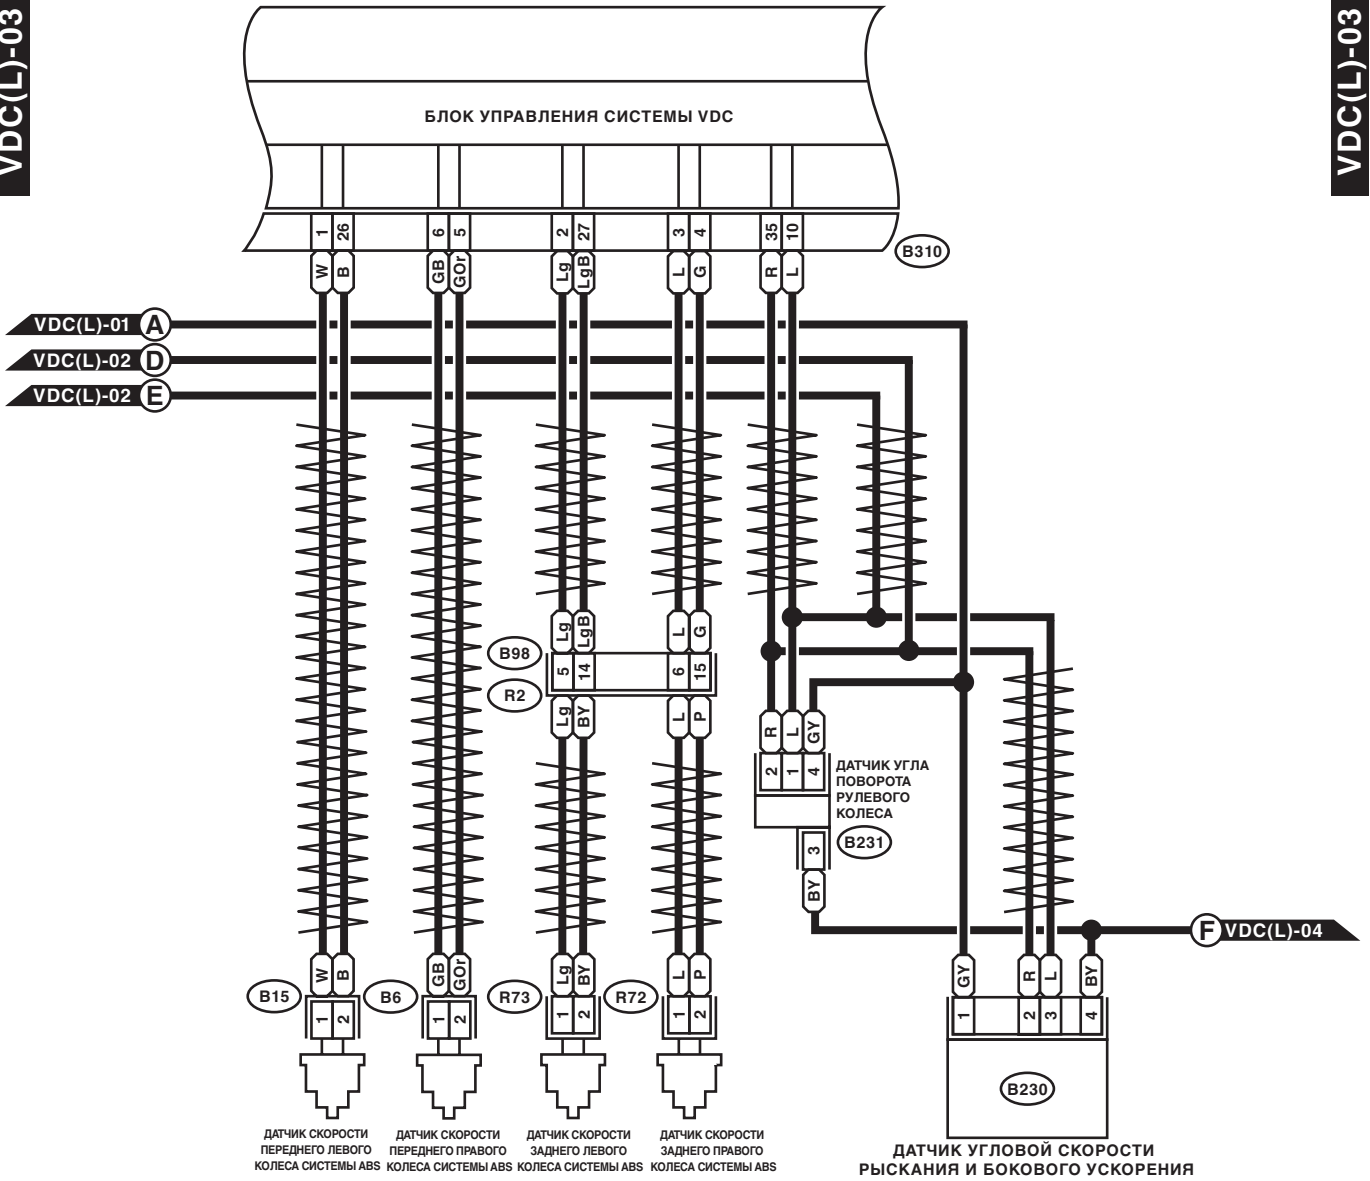 VDC(L)-03
VDC(L)-03
БЛОК УПРАВЛЕНИЯ СИСТЕМЫ VDC
1 26 6 5 2 27 3 4 35 10
B310
W B GB GOr Lg LgB L G R L
VDC(L)-01 A
VDC(L)-02 D
VDC(L)-02 E
Lg LgB L G
B98
5 14 6 15
R2
Lg BY L P
R L GY
2 1 4
ДАТЧИК УГЛА
ПОВОРОТА
РУЛЕВОГО
КОЛЕСА
3
B231
BY
F VDC(L)-04
W B GB GOr Lg BY L P GY R L BY
B15 B6 R73 R72
1 2 1 2 1 2 1 2 1 2 3 4
B230
ДАТЧИК СКОРОСТИ
ПЕРЕДНЕГО ЛЕВОГО
КОЛЕСА СИСТЕМЫ ABS
ДАТЧИК СКОРОСТИ
ПЕРЕДНЕГО ПРАВОГО
КОЛЕСА СИСТЕМЫ ABS
ДАТЧИК СКОРОСТИ
ЗАДНЕГО ЛЕВОГО
КОЛЕСА СИСТЕМЫ ABS
ДАТЧИК СКОРОСТИ
ЗАДНЕГО ПРАВОГО
КОЛЕСА СИСТЕМЫ ABS
ДАТЧИК УГЛОВОЙ СКОРОСТИ
РЫСКАНИЯ И БОКОВОГО УСКОРЕНИЯ